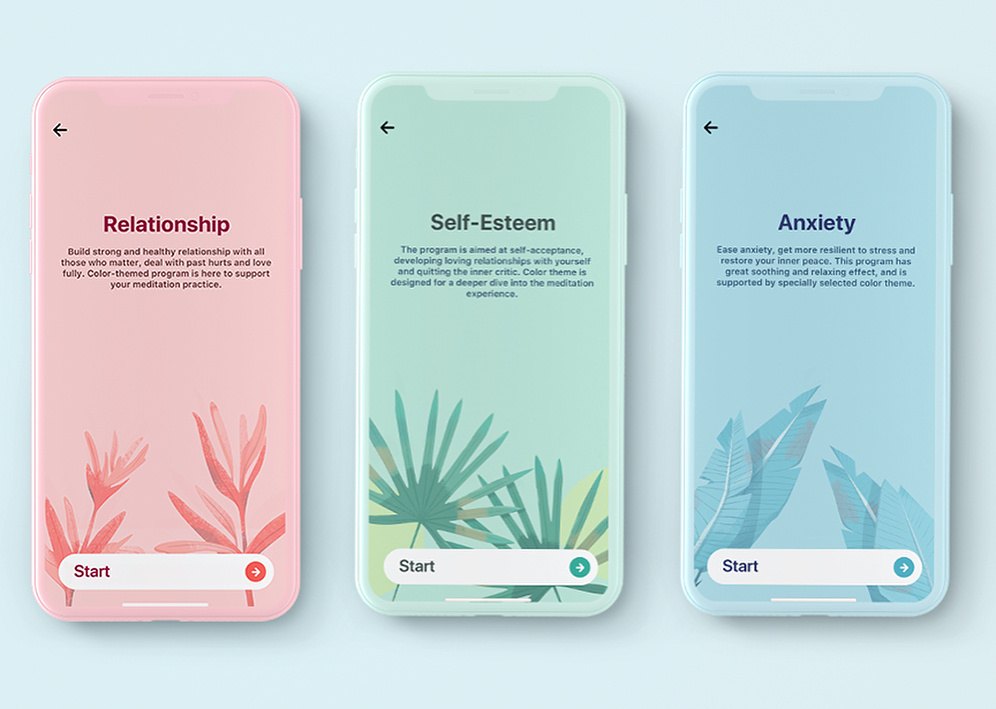 Relationship
Build strong and healthy relationship with all
those who matter, deal with past hurts and love
fully. Color-themed program is here to support
your meditation practice.
Start
Self-Esteem
The program is aimed at self-acceptance,
developing loving relationships with yourself
and quitting the inner critic. Color theme is
designed for a deeper dive into the meditation
experience.
Start
Anxiety
Ease anxiety, get more resilient to stress and
restore your inner peace. This program has
great soothing and relaxing effect, and is
supported by specially selected color theme.
Start